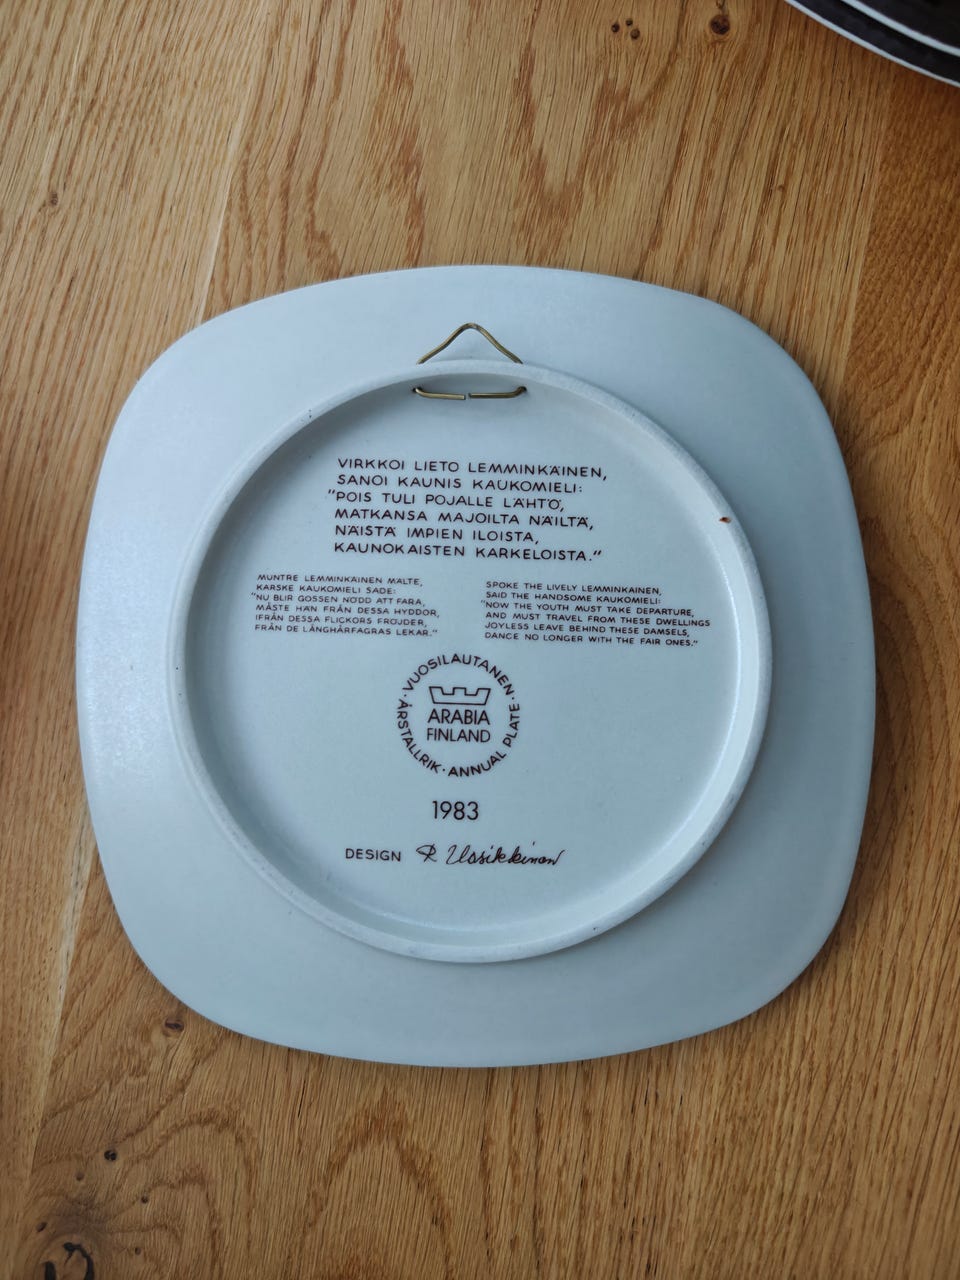 VIRKKOI LIETO LEMMINKÄINEN,
SANOI KAUNIS KAUKOMIELI:
"POIS TULI POJALLE LÄHTÖ,
MATKANSA MAJOILTA NÄILTÄ,
NÄISTÄ IMPIEN ILOISTA,
KAUNOKAISTEN KARKELOISTA."
MUNTRE LEMMINKÄINEN MÄLTE,
KARSKE KAUKOMIELI SADE:
"NU BLIR GOSSEN NÖDD ATT FARA,
MÅSTE HAN FRÅN DESSA HYDDOR,
IFRÅN DESSA FLICKORS FRÖJDER,
FRÅN DE LÅNGHÅRFAGRAS LEKAR."
SPOKE THE LIVELY LEMMINKAINEN,
SAID THE HANDSOME KAUKOMIELI:
"NOW THE YOUTH MUST TAKE DEPARTURE,
AND MUST TRAVEL FROM THESE DWELLINGS
JOYLESS LEAVE BEHIND THESE DAMSELS,
DANCE NO LONGER WITH THE FAIR ONES."
· VUOSILAUTANEN · ANNUAL PLATE · ÅRSTALLRIK
ARABIA
FINLAND
1983
DESIGN R Uosikkinen